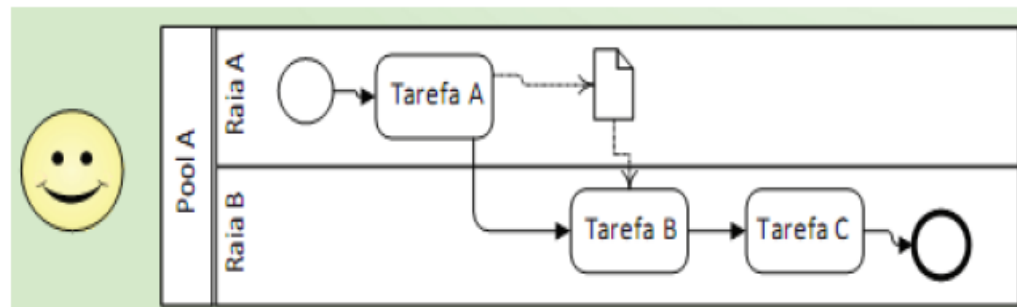 Pool A
Raia A
Tarefa A
Raia B
Tarefa B
Tarefa C